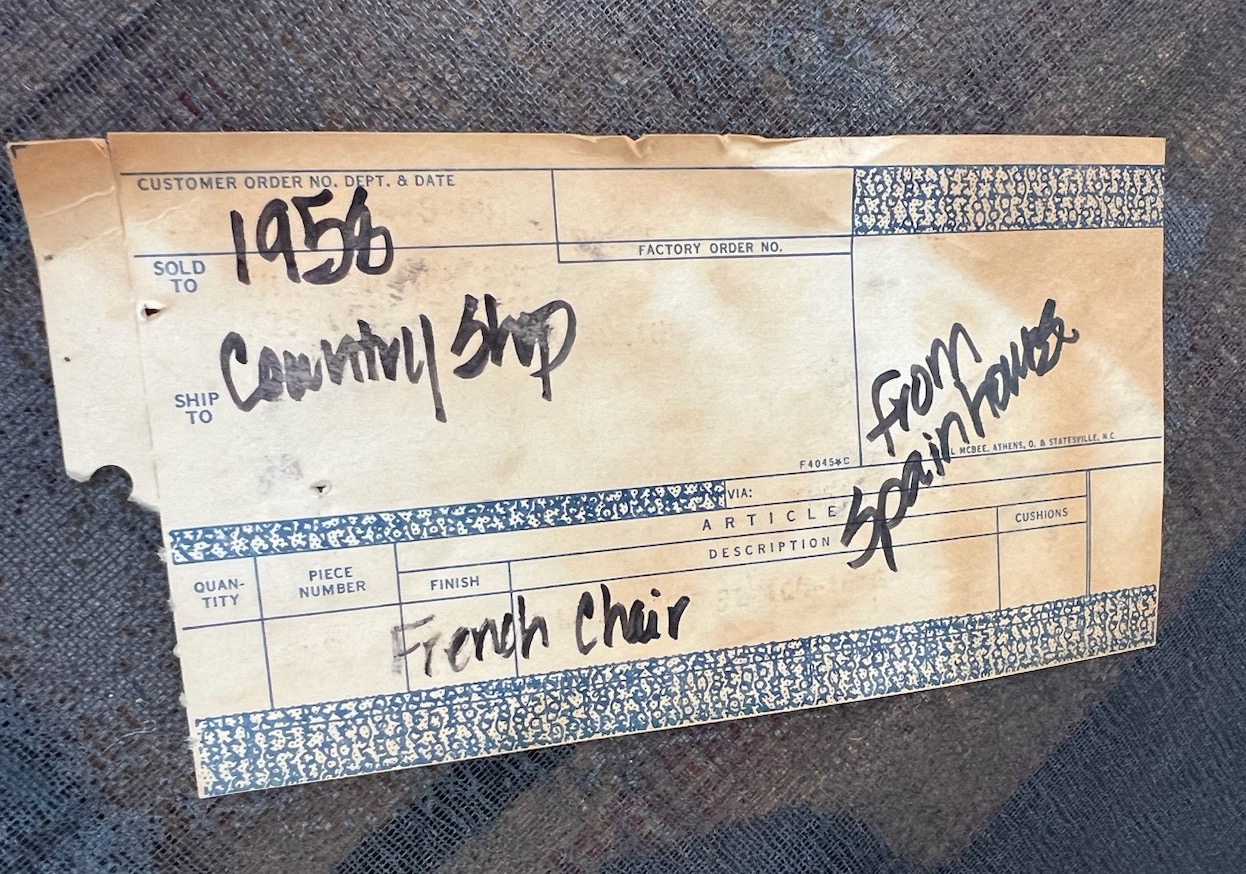 CUSTOMER ORDER NO. DEPT. & DATE
1956
FACTORY ORDER NO.
SOLD TO
Country Shop
SHIP TO
From
Spainhouse
MCBEE, ATHENS, O. & STATESVILLE, N.C.
F4045*C
VIA:
ARTICLE
DESCRIPTION
CUSHIONS
QUAN-
TITY
PIECE
NUMBER
FINISH
French Chair